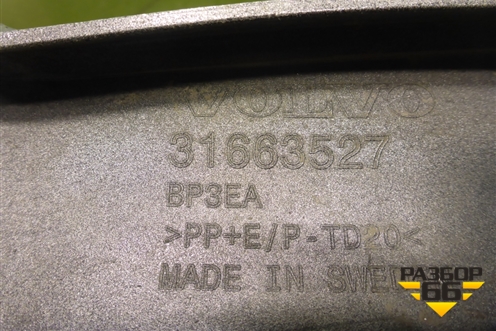 VOLVO
31663527
BP3EA
>PP+E/P-TD20<
MADE IN SWE
РАЗБОР
66